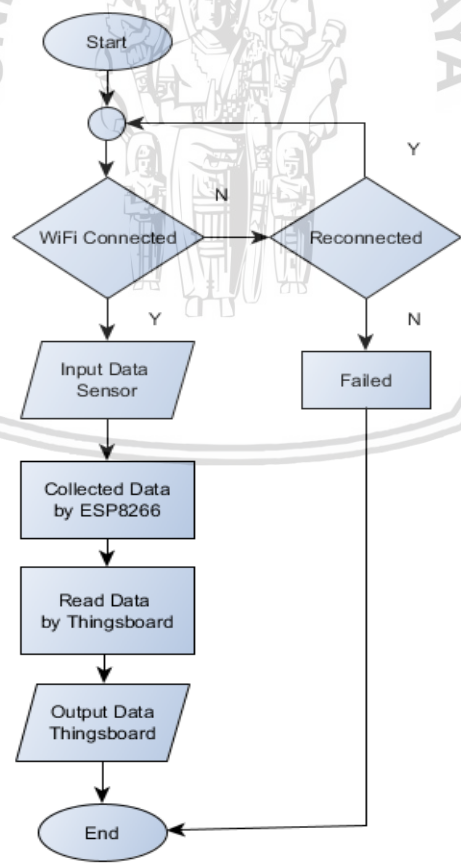 Start
Y
N
WiFi Connected
Reconnected
Y
N
Input Data
Sensor
Failed
Collected Data
by ESP8266
Read Data
by Thingsboard
Output Data
Thingsboard
End